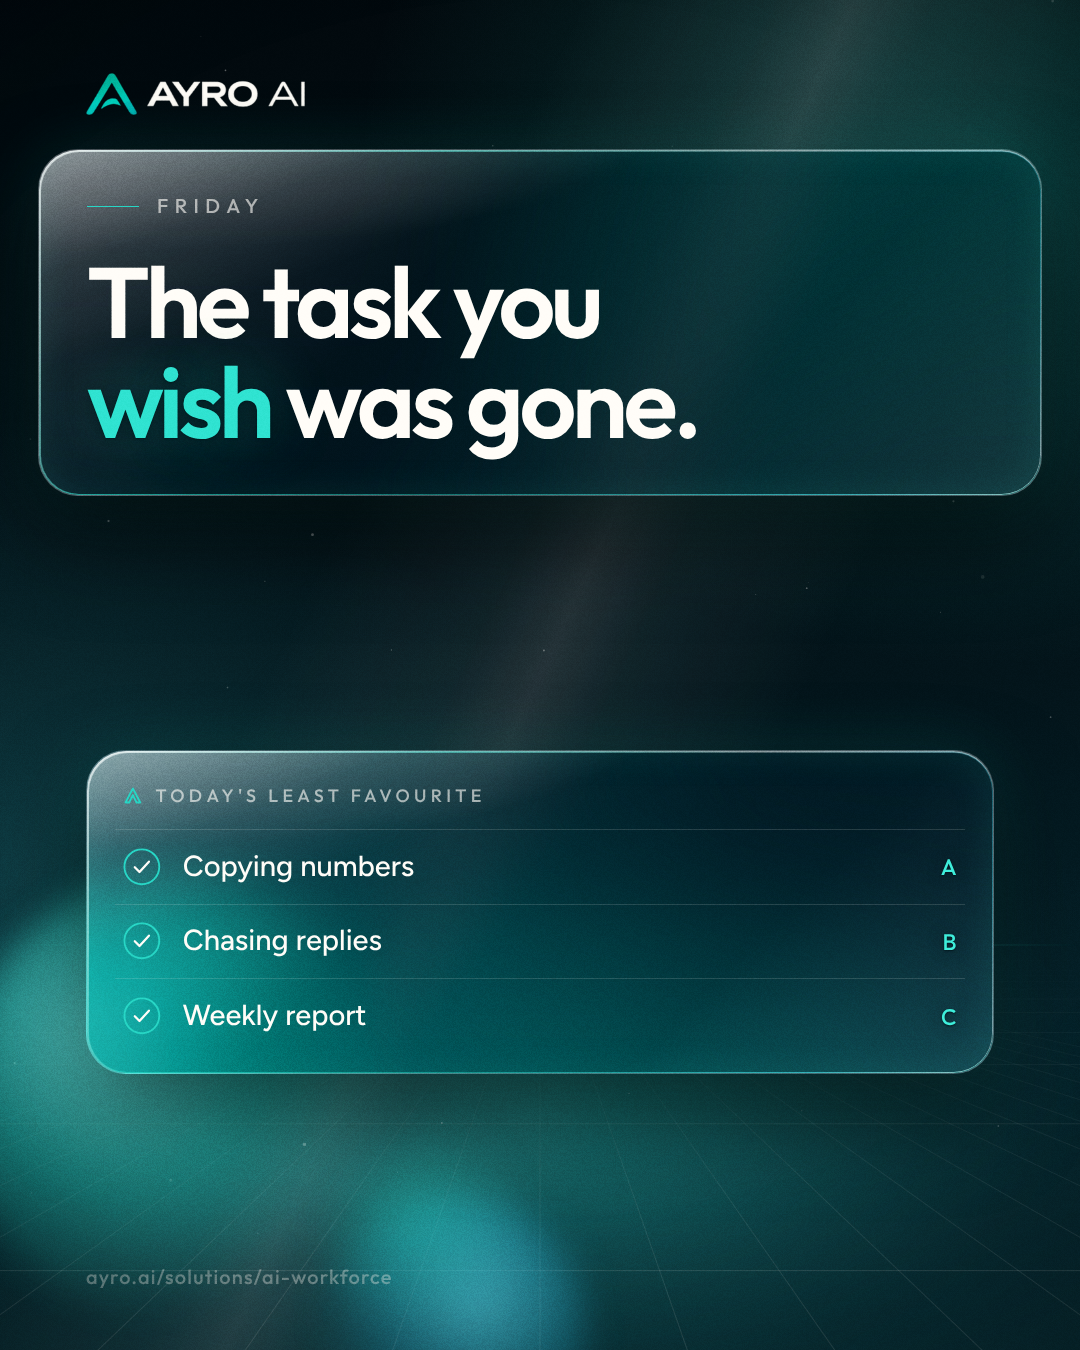 AYRO AI
FRIDAY
The task you
wish was gone.
TODAY'S LEAST FAVOURITE
Copying numbers A
Chasing replies B
Weekly report C
ayro.ai/solutions/ai-workforce